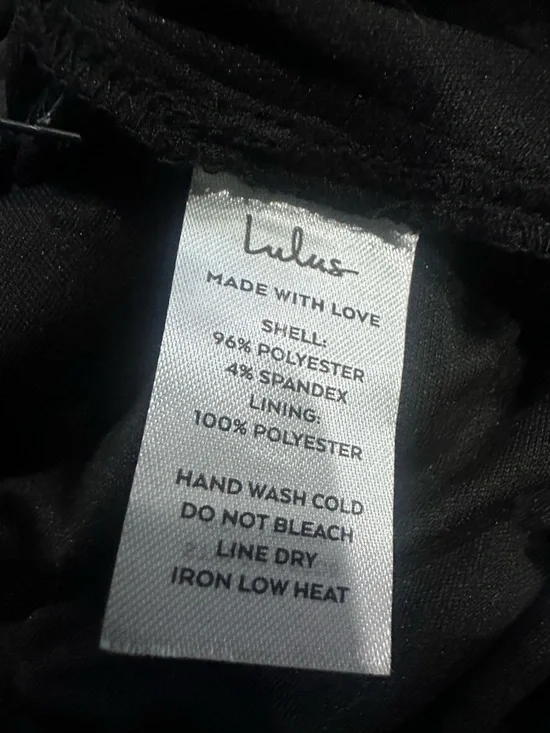 Lulus
MADE WITH LOVE
SHELL:
96% POLYESTER
4% SPANDEX
LINING:
100% POLYESTER
HAND WASH COLD
DO NOT BLEACH
LINE DRY
IRON LOW HEAT